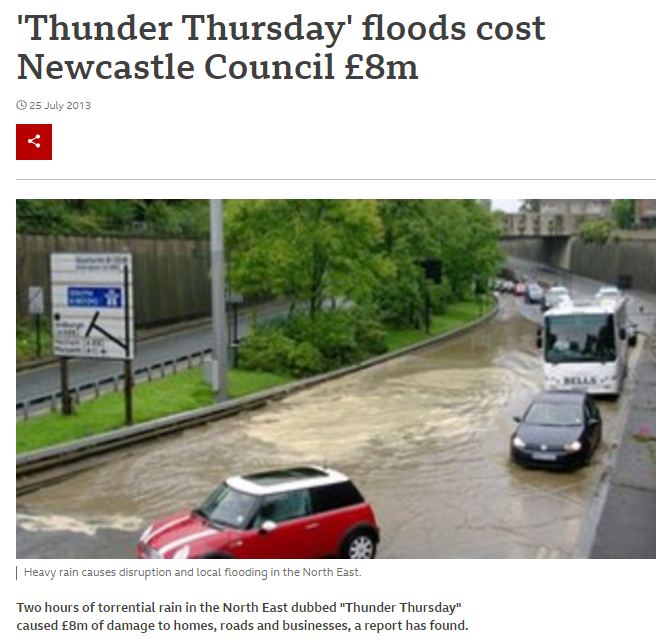 'Thunder Thursday' floods cost
Newcastle Council £8m
25 July 2013
BELLS
Heavy rain causes disruption and local flooding in the North East.
Two hours of torrential rain in the North East dubbed "Thunder Thursday"
caused £8m of damage to homes, roads and businesses, a report has found.